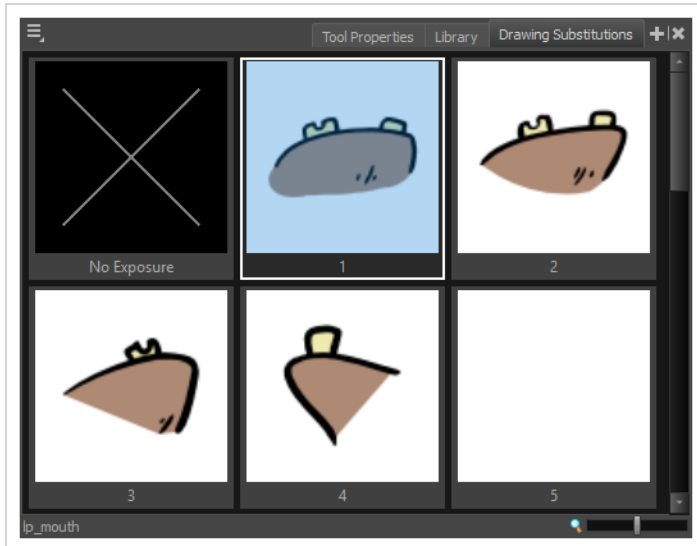 Tool Properties Library Drawing Substitutions
No Exposure 1 2
3 4 5
lp_mouth